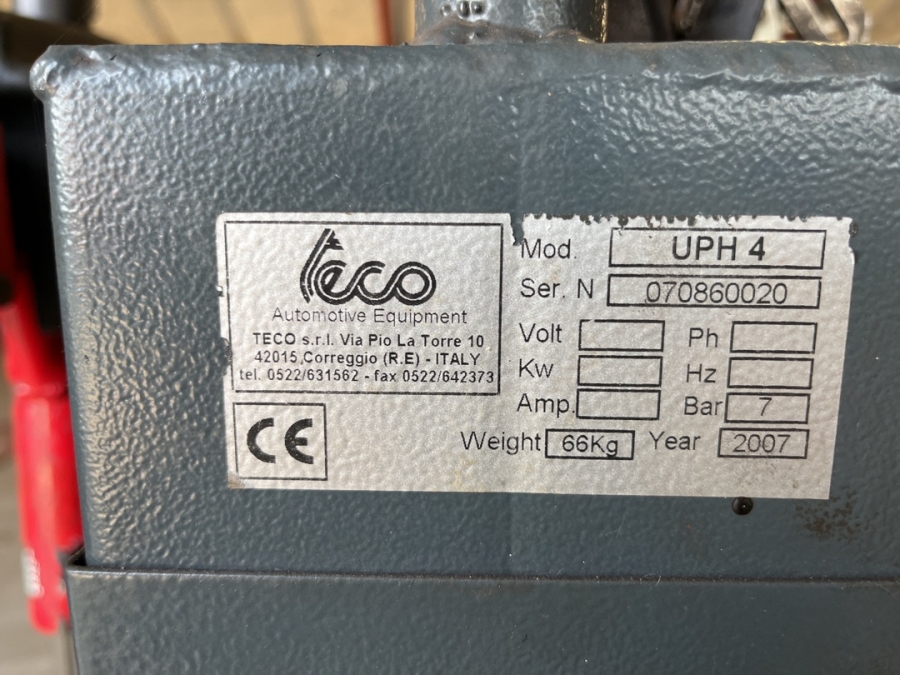 Teco
Automotive Equipment
TECO s.r.l. Via Pio La Torre 10
42015,Correggio (R.E) - ITALY
tel. 0522/631562 - fax 0522/642373
CE
Mod. UPH 4
Ser. N 070860020
Volt Ph
Kw Hz
Amp. Bar 7
Weight 66Kg Year 2007